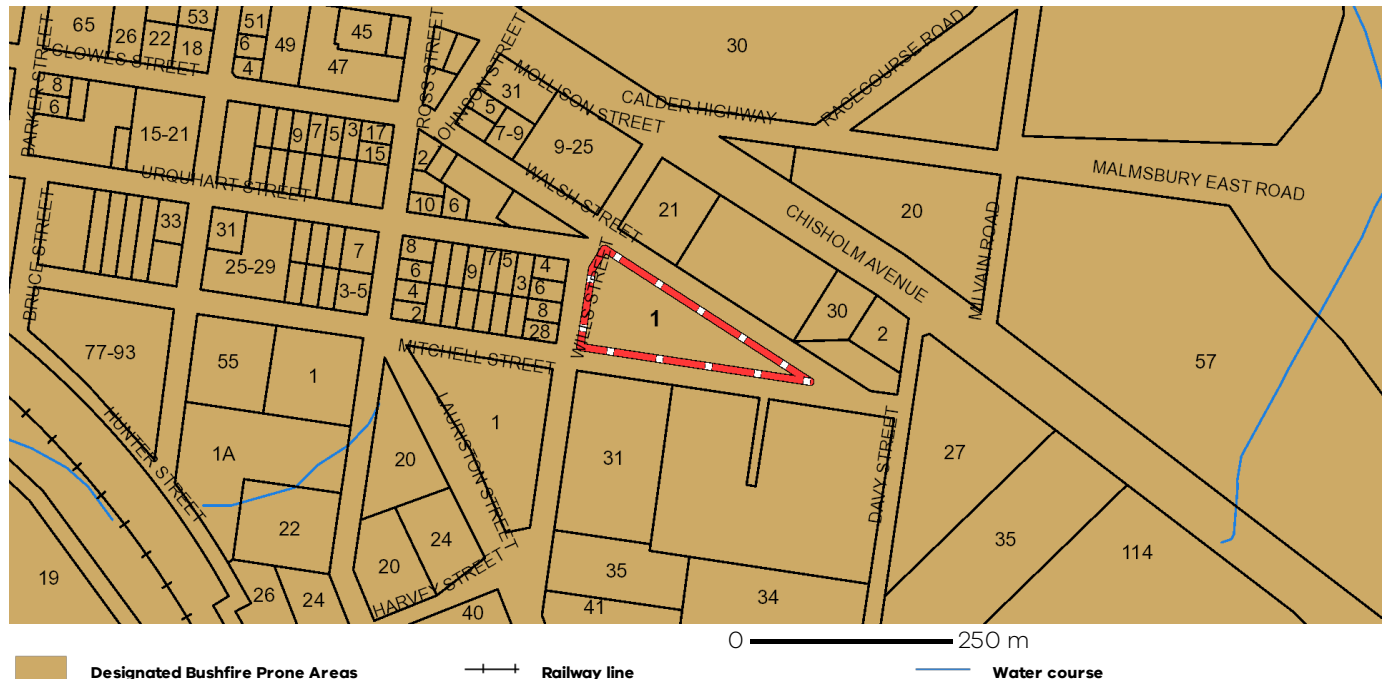 65 26 22 53 18 51 6 4 49 45 47 30
CLOWES STREET
BARKER STREET
ROSS STREET
JOHNSON STREET
MOLLISON STREET
CALDER HIGHWAY
RACECOURSE ROAD
8 6 15-21 9 7 5 3 17 15 2 31 5 7-9 9-25
URQUHART STREET
WALSH STREET
MALMSBURY EAST ROAD
10 6 21 20
CHISHOLM AVENUE
MILVAIN ROAD
BRUCE STREET
33 31 25-29 7 3-5 8 6 4 2 9 7 5 3 4 6 8 28
WILLS STREET
1
30 2 57
MITCHELL STREET
77-93 55 1
HUNTER STREET
LAURISTON STREET
1 1A 20 31
DAVY STREET
27
22 24 20 35 35 114
HARVEY STREET
19 26 24 40 41 34
0 250 m
Designated Bushfire Prone Areas Railway line Water course